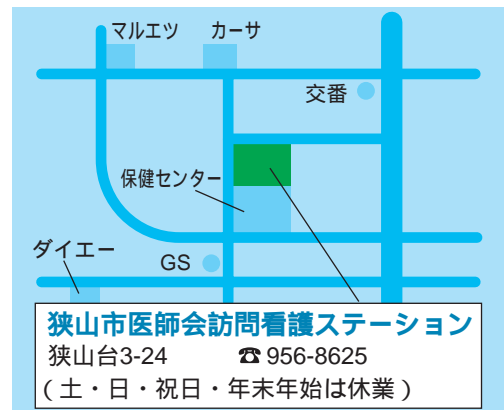 マルエツ カーサ
交番
保健センター
ダイエー
GS
狭山市医師会訪問看護ステーション
狭山台3-24 ☎956-8625
(土・日・祝日・年末年始は休業)